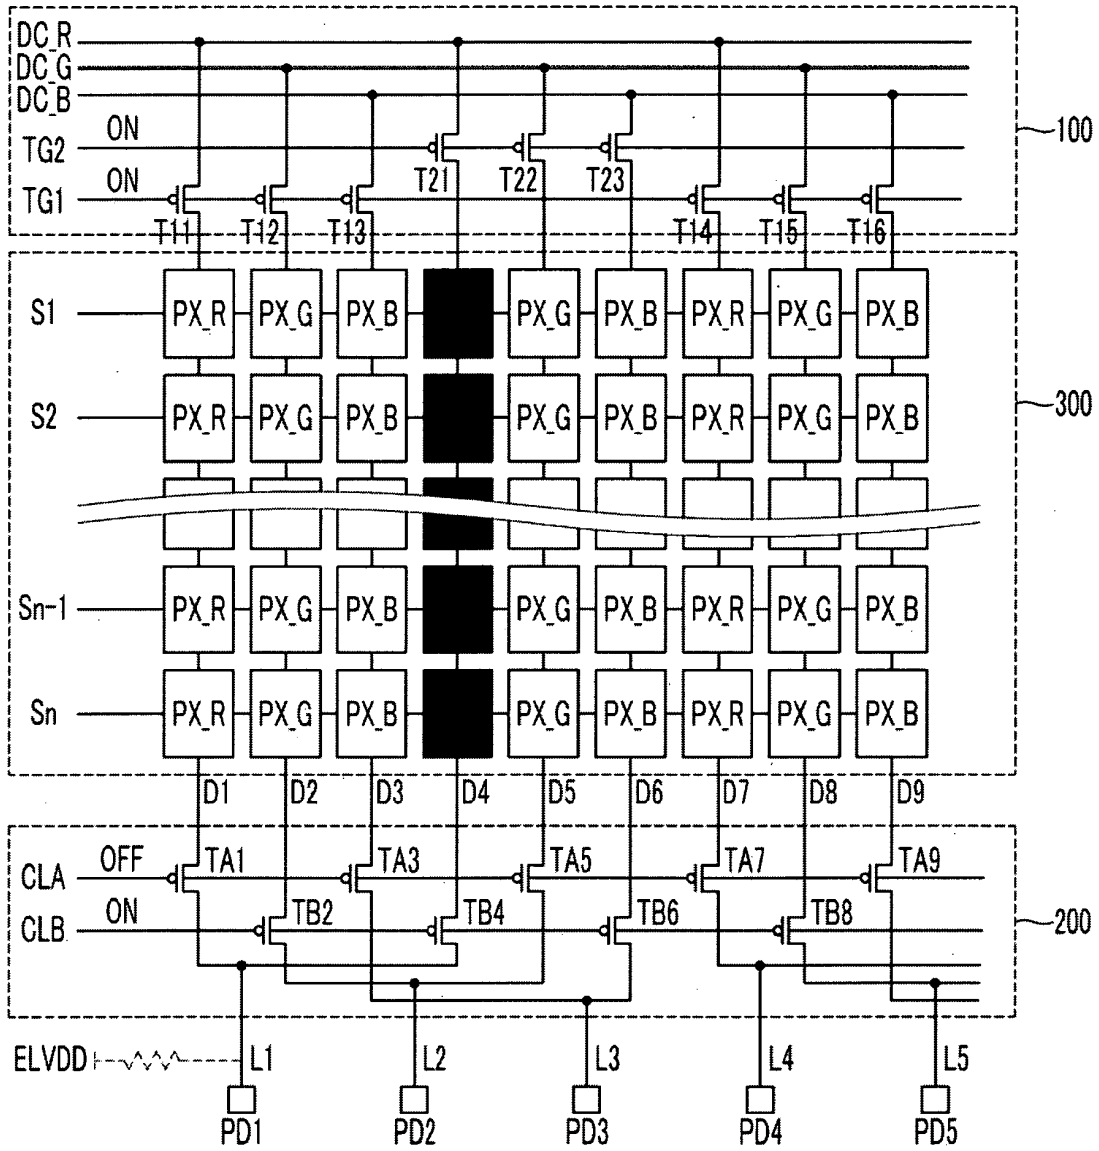 DC_R
DC_G
DC_B
TG2 ON
TG1 ON
100
T21 T22 T23
T11 T12 T13 T14 T15 T16
S1 PX_R PX_G PX_B PX_G PX_B PX_R PX_G PX_B
S2 PX_R PX_G PX_B PX_G PX_B PX_R PX_G PX_B
300
Sn-1 PX_R PX_G PX_B PX_G PX_B PX_R PX_G PX_B
Sn PX_R PX_G PX_B PX_G PX_B PX_R PX_G PX_B
D1 D2 D3 D4 D5 D6 D7 D8 D9
CLA OFF TA1 TA3 TA5 TA7 TA9
CLB ON TB2 TB4 TB6 TB8
200
ELVDD L1 L2 L3 L4 L5
PD1 PD2 PD3 PD4 PD5